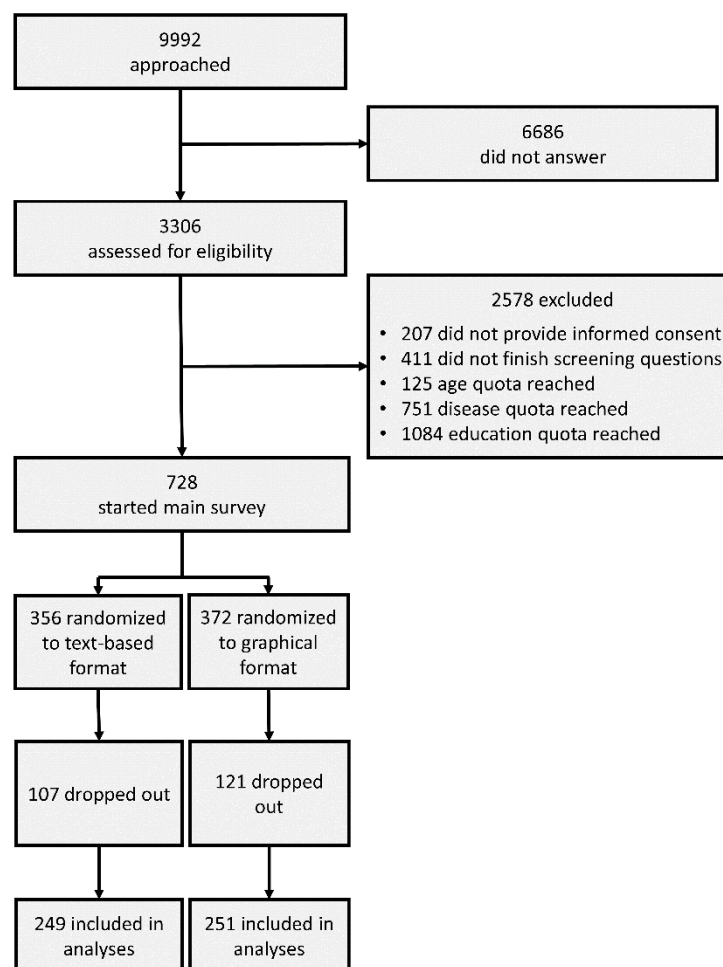 9992
approached
6686
did not answer
3306
assessed for eligibility
2578 excluded
• 207 did not provide informed consent
• 411 did not finish screening questions
• 125 age quota reached
• 751 disease quota reached
• 1084 education quota reached
728
started main survey
356 randomized
to text-based
format
372 randomized
to graphical
format
107 dropped out
121 dropped
out
249 included in
analyses
251 included in
analyses